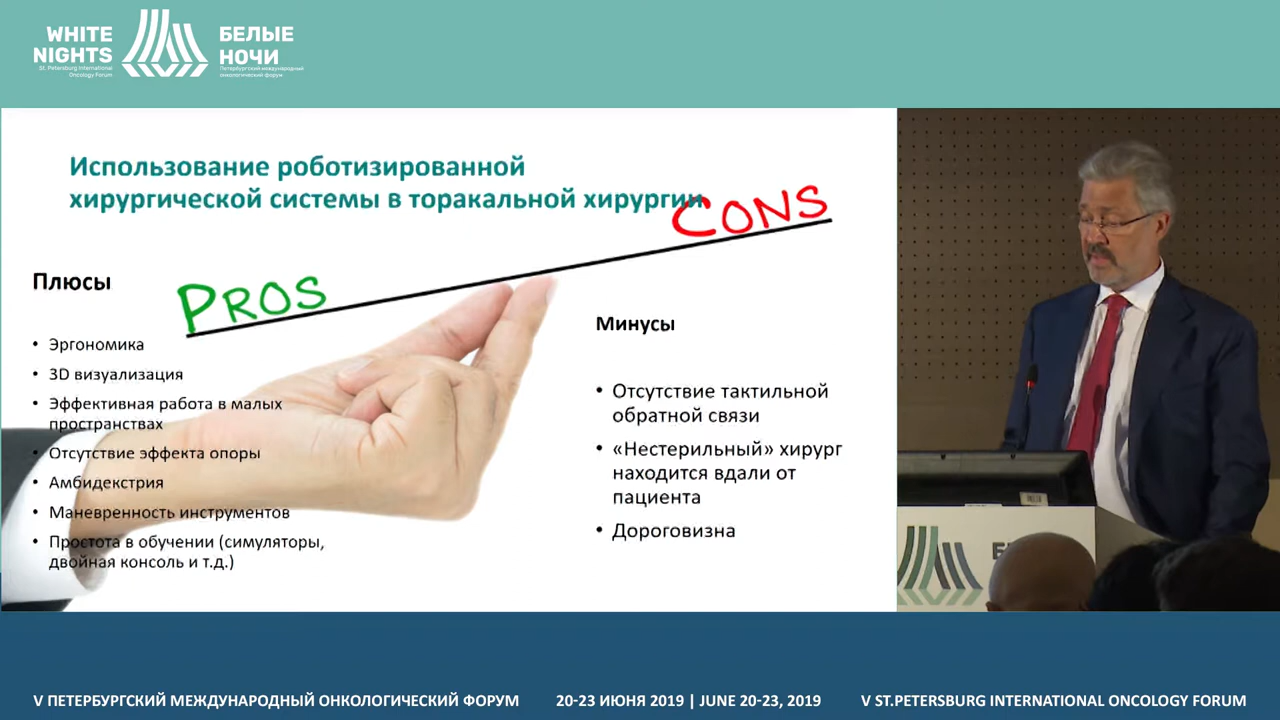 WHITE
NIGHTS
St. Petersburg International
Oncology Forum
БЕЛЫЕ
НОЧИ
Петербургский международный
онкологический форум
Использование роботизированной
хирургической системы в торакальной хирургии
CONS
PROS
Плюсы
• Эргономика
• 3D визуализация
• Эффективная работа в малых
пространствах
• Отсутствие эффекта опоры
• Амбидекстрия
• Маневренность инструментов
• Простота в обучении (симуляторы,
двойная консоль и т.д.)
Минусы
• Отсутствие тактильной
обратной связи
• «Нестерильный» хирург
находится вдали от
пациента
• Дороговизна
V ПЕТЕРБУРГСКИЙ МЕЖДУНАРОДНЫЙ ОНКОЛОГИЧЕСКИЙ ФОРУМ
20-23 ИЮНЯ 2019 | JUNE 20-23, 2019
V ST.PETERSBURG INTERNATIONAL ONCOLOGY FORUM